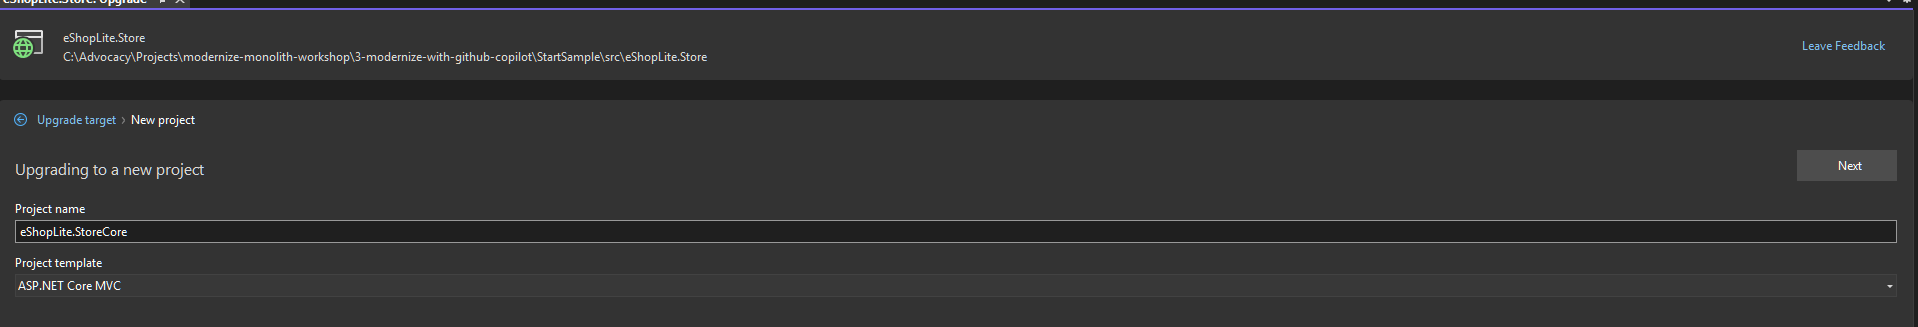 eShopLite.Store: Upgrade
eShopLite.Store
C:\Advocacy\Projects\modernize-monolith-workshop\3-modernize-with-github-copilot\StartSample\src\eShopLite.Store
Leave Feedback
Upgrade target › New project
Upgrading to a new project
Next
Project name
eShopLite.StoreCore
Project template
ASP.NET Core MVC